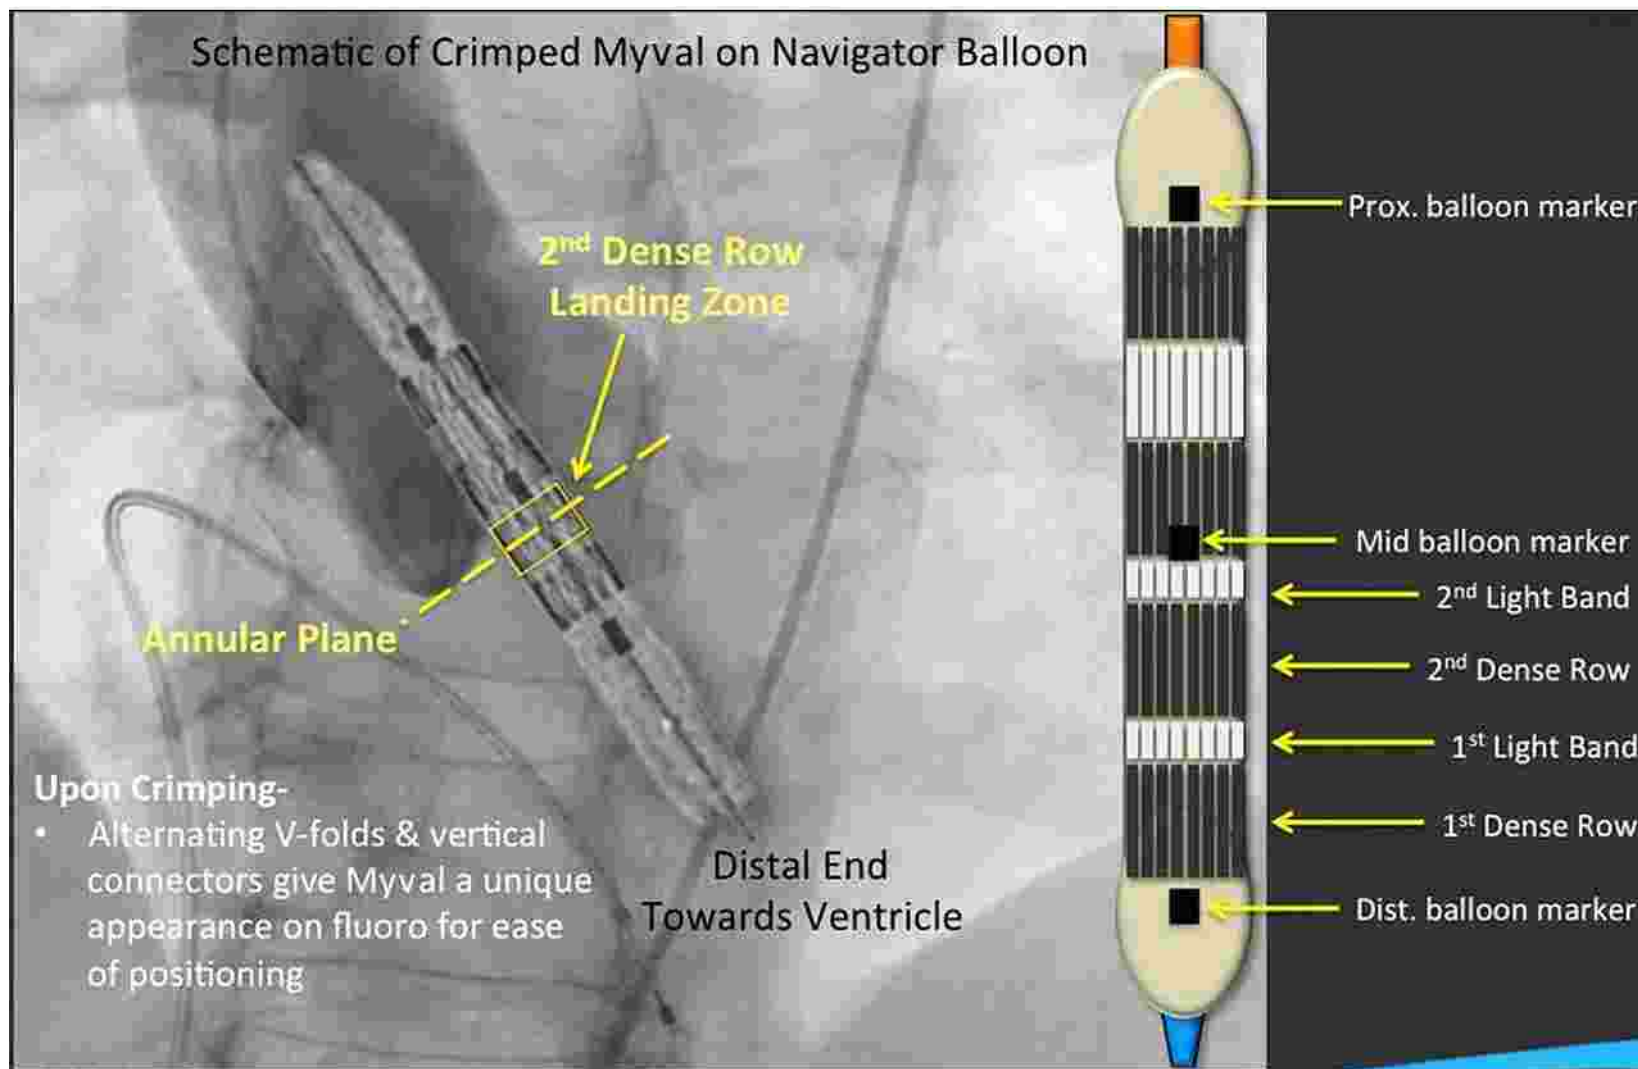 Schematic of Crimped Myval on Navigator Balloon
2nd Dense Row
Landing Zone
Annular Plane
Upon Crimping-
• Alternating V-folds & vertical
connectors give Myval a unique
appearance on fluoro for ease
of positioning
Distal End
Towards Ventricle
Prox. balloon marker
Mid balloon marker
2nd Light Band
2nd Dense Row
1st Light Band
1st Dense Row
Dist. balloon marker